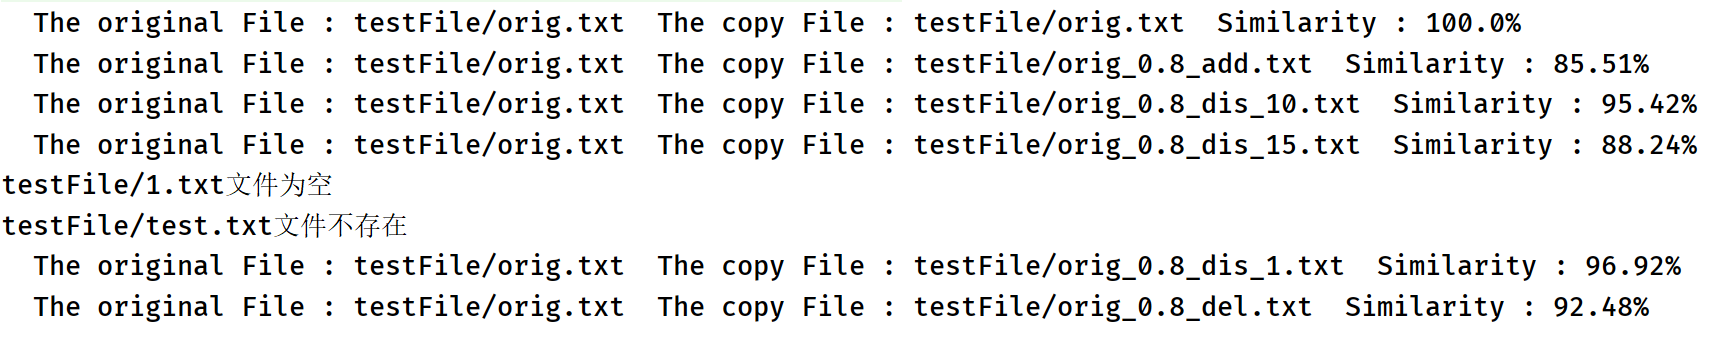 The original File : testFile/orig.txt  The copy File : testFile/orig.txt  Similarity : 100.0%
The original File : testFile/orig.txt  The copy File : testFile/orig_0.8_add.txt  Similarity : 85.51%
The original File : testFile/orig.txt  The copy File : testFile/orig_0.8_dis_10.txt  Similarity : 95.42%
The original File : testFile/orig.txt  The copy File : testFile/orig_0.8_dis_15.txt  Similarity : 88.24%
testFile/1.txt文件为空
testFile/test.txt文件不存在
The original File : testFile/orig.txt  The copy File : testFile/orig_0.8_dis_1.txt  Similarity : 96.92%
The original File : testFile/orig.txt  The copy File : testFile/orig_0.8_del.txt  Similarity : 92.48%